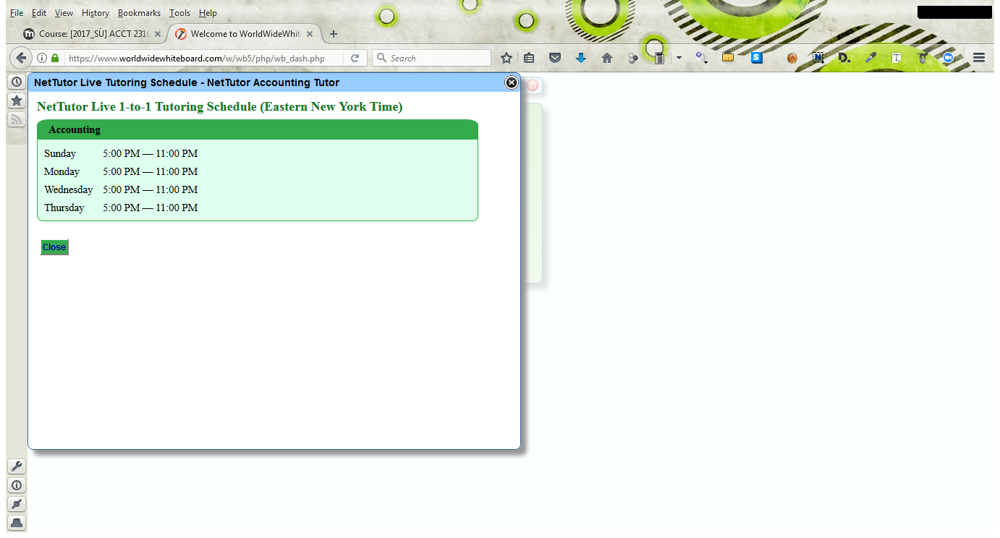 File Edit View History Bookmarks Tools Help
Course: [2017_SU] ACCT 231
Welcome to WorldWideWhite
https://www.worldwidewhiteboard.com/w/wb5/php/wb_dash.php
Search
NetTutor Live Tutoring Schedule - NetTutor Accounting Tutor
NetTutor Live 1-to-1 Tutoring Schedule (Eastern New York Time)
Accounting
Sunday 5:00 PM — 11:00 PM
Monday 5:00 PM — 11:00 PM
Wednesday 5:00 PM — 11:00 PM
Thursday 5:00 PM — 11:00 PM
Close